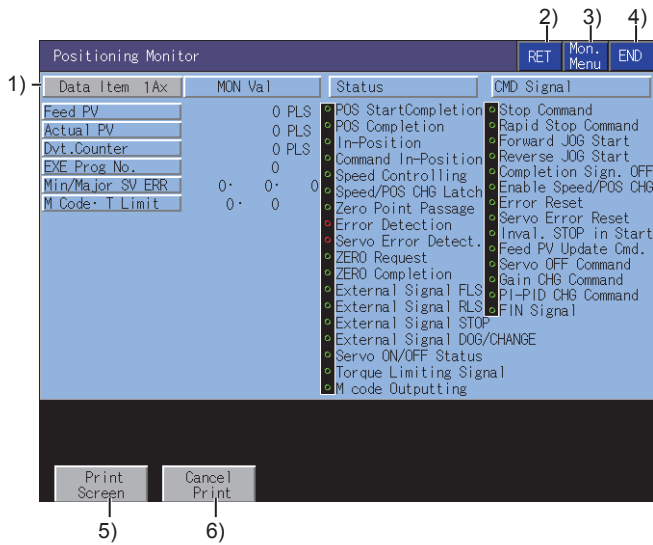 2) 3) 4)
Positioning Monitor RET Mon. Menu END
1) Data Item 1Ax MON Val Status CMD Signal
Feed PV 0 PLS
Actual PV 0 PLS
Dvt.Counter 0 PLS
EXE Prog No. 0
Min/Major SV ERR 0· 0· 0
M Code· T Limit 0· 0
POS StartCompletion
POS Completion
In-Position
Command In-Position
Speed Controlling
Speed/POS CHG Latch
Zero Point Passage
Error Detection
Servo Error Detect.
ZERO Request
ZERO Completion
External Signal FLS
External Signal RLS
External Signal STOP
External Signal DOG/CHANGE
Servo ON/OFF Status
Torque Limiting Signal
M code Outputting
Stop Command
Rapid Stop Command
Forward JOG Start
Reverse JOG Start
Completion Sign. OFF
Enable Speed/POS CHG
Error Reset
Servo Error Reset
Inval. STOP in Start
Feed PV Update Cmd.
Servo OFF Command
Gain CHG Command
PI-PID CHG Command
FIN Signal
Print Screen
Cancel Print
5) 6)